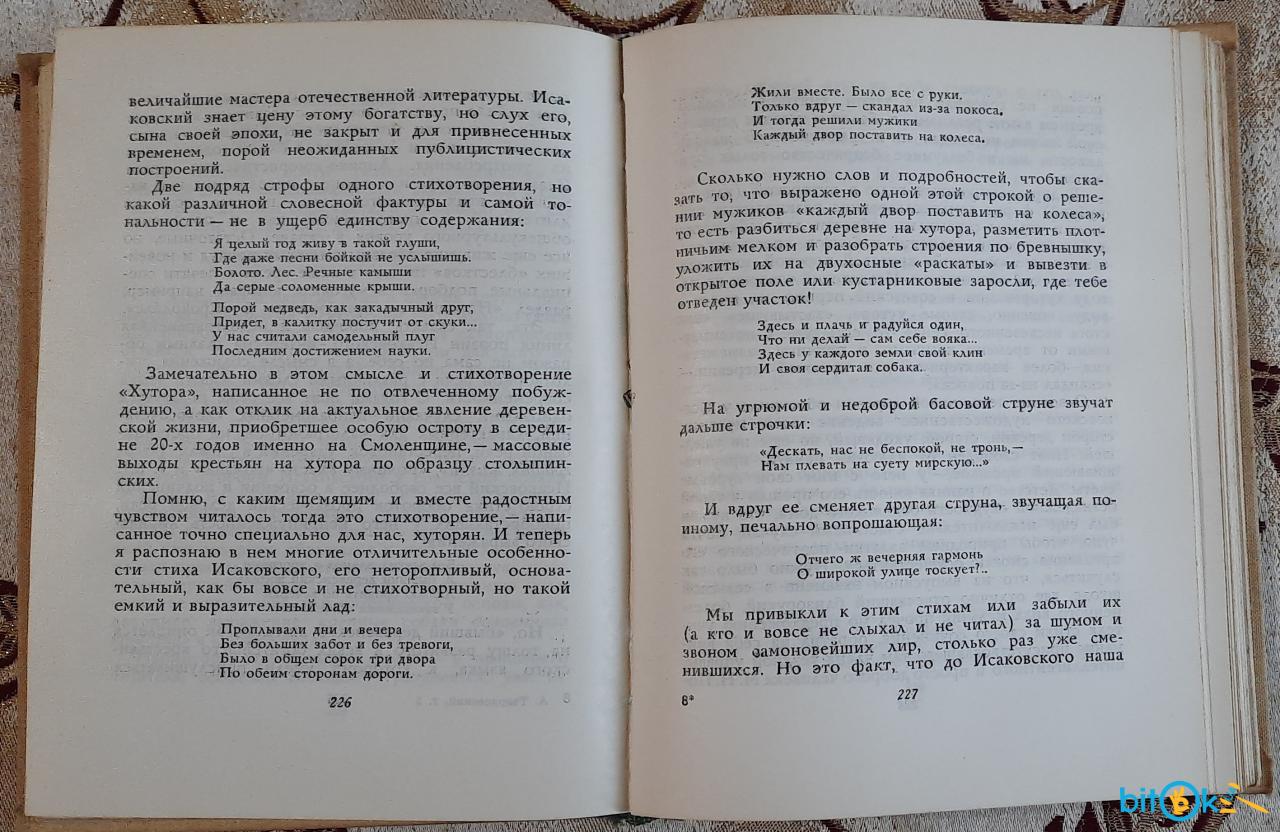 величайшие мастера отечественной литературы. Иса-
ковский знает цену этому богатству, но слух его,
сына своей эпохи, не закрыт и для привнесенных
временем, порой неожиданных публицистических
построений.
Две подряд строфы одного стихотворения, но
какой различной словесной фактуры и самой то-
нальности — не в ущерб единству содержания:
Я целый год живу в такой глуши,
Где даже песни бойкой не услышишь.
Болото. Лес. Речные камыши
Да серые соломенные крыши.
Порой медведь, как закадычный друг,
Придет, в калитку постучит от скуки...
У нас считали самодельный плуг
Последним достижением науки.
Замечательно в этом смысле и стихотворение
«Хутора», написанное не по отвлеченному побуж-
дению, а как отклик на актуальное явление деревен-
ской жизни, приобретшее особую остроту в середи-
не 20-х годов именно на Смоленщине,— массовые
выходы крестьян на хутора по образцу столыпин-
ских.
Помню, с каким щемящим и вместе радостным
чувством читалось тогда это стихотворение,— напи-
санное точно специально для нас, хуторян. И теперь
я распознаю в нем многие отличительные особенно-
сти стиха Исаковского, его неторопливый, основа-
тельный, как бы вовсе и не стихотворный, но такой
емкий и выразительный лад:
Проплывали дни и вечера
Без больших забот и без тревоги,
Было в общем сорок три двора
По обеим сторонам дороги.
226
Жили вместе. Было все с руки.
Только вдруг — скандал из-за покоса.
И тогда решили мужики
Каждый двор поставить на колеса.
Сколько нужно слов и подробностей, чтобы ска-
зать то, что выражено одной этой строкой о реше-
нии мужиков «каждый двор поставить на колеса»,
то есть разбиться деревне на хутора, разметить плот-
ничьим мелком и разобрать строения по бревнышку,
уложить их на двухосные «раскаты» и вывезти в
открытое поле или кустарниковые заросли, где тебе
отведен участок!
Здесь и плачь и радуйся один,
Что ни делай — сам себе вояка...
Здесь у каждого земли свой клин
И своя сердитая собака.
На угрюмой и недоброй басовой струне звучат
дальше строчки:
«Дескать, нас не беспокой, не тронь,—
Нам плевать на суету мирскую...»
И вдруг ее сменяет другая струна, звучащая по-
иному, печально вопрошающая:
Отчего ж вечерняя гармонь
О широкой улице тоскует?..
Мы привыкли к этим стихам или забыли их
(а кто и вовсе не слыхал и не читал) за шумом и
звоном самоновейших лир, столько раз уже сме-
нившихся. Но это факт, что до Исаковского наша
8*
227
bitok